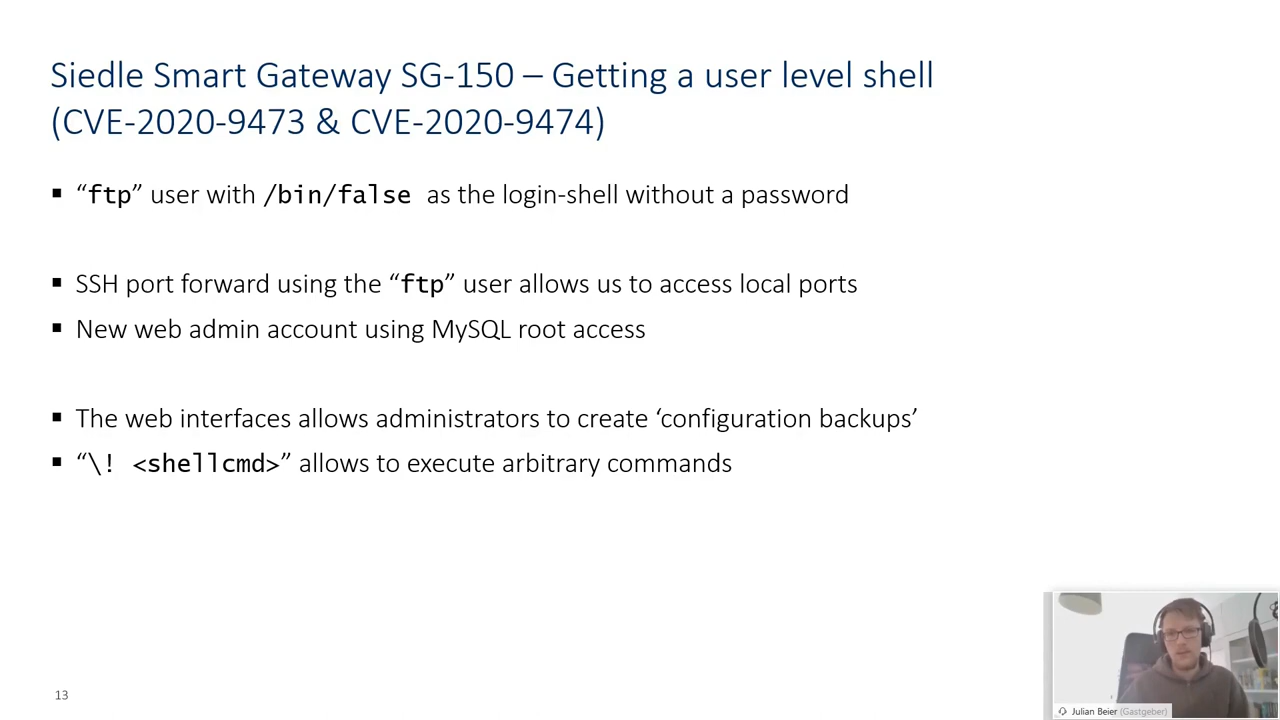 Siedle Smart Gateway SG-150 – Getting a user level shell
(CVE-2020-9473 & CVE-2020-9474)
▪ “ftp” user with /bin/false as the login-shell without a password
▪ SSH port forward using the “ftp” user allows us to access local ports
▪ New web admin account using MySQL root access
▪ The web interfaces allows administrators to create ‘configuration backups’
▪ “\! <shellcmd>” allows to execute arbitrary commands
Julian Beier (Gastgeber)
13